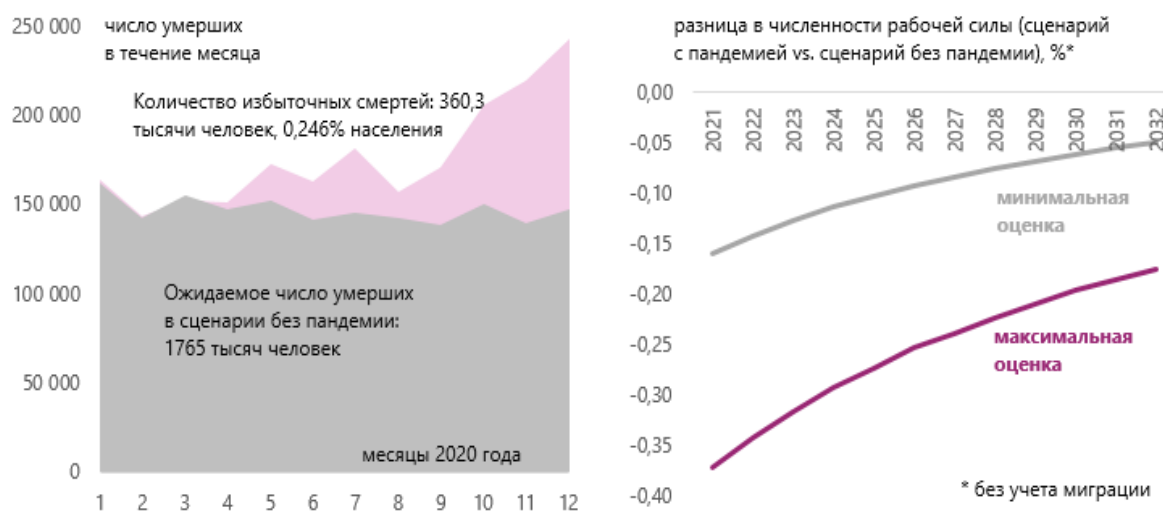 число умерших
в течение месяца
250 000
200 000
150 000
100 000
50 000
0
Количество избыточных смертей: 360,3
тысячи человек, 0,246% населения
Ожидаемое число умерших
в сценарии без пандемии:
1765 тысяч человек
месяцы 2020 года
1 2 3 4 5 6 7 8 9 10 11 12
разница в численности рабочей силы (сценарий
с пандемией vs. сценарий без пандемии), %*
0,00
-0,05
-0,10
-0,15
-0,20
-0,25
-0,30
-0,35
-0,40
2021 2022 2023 2024 2025 2026 2027 2028 2029 2030 2031 2032
минимальная
оценка
максимальная
оценка
* без учета миграции